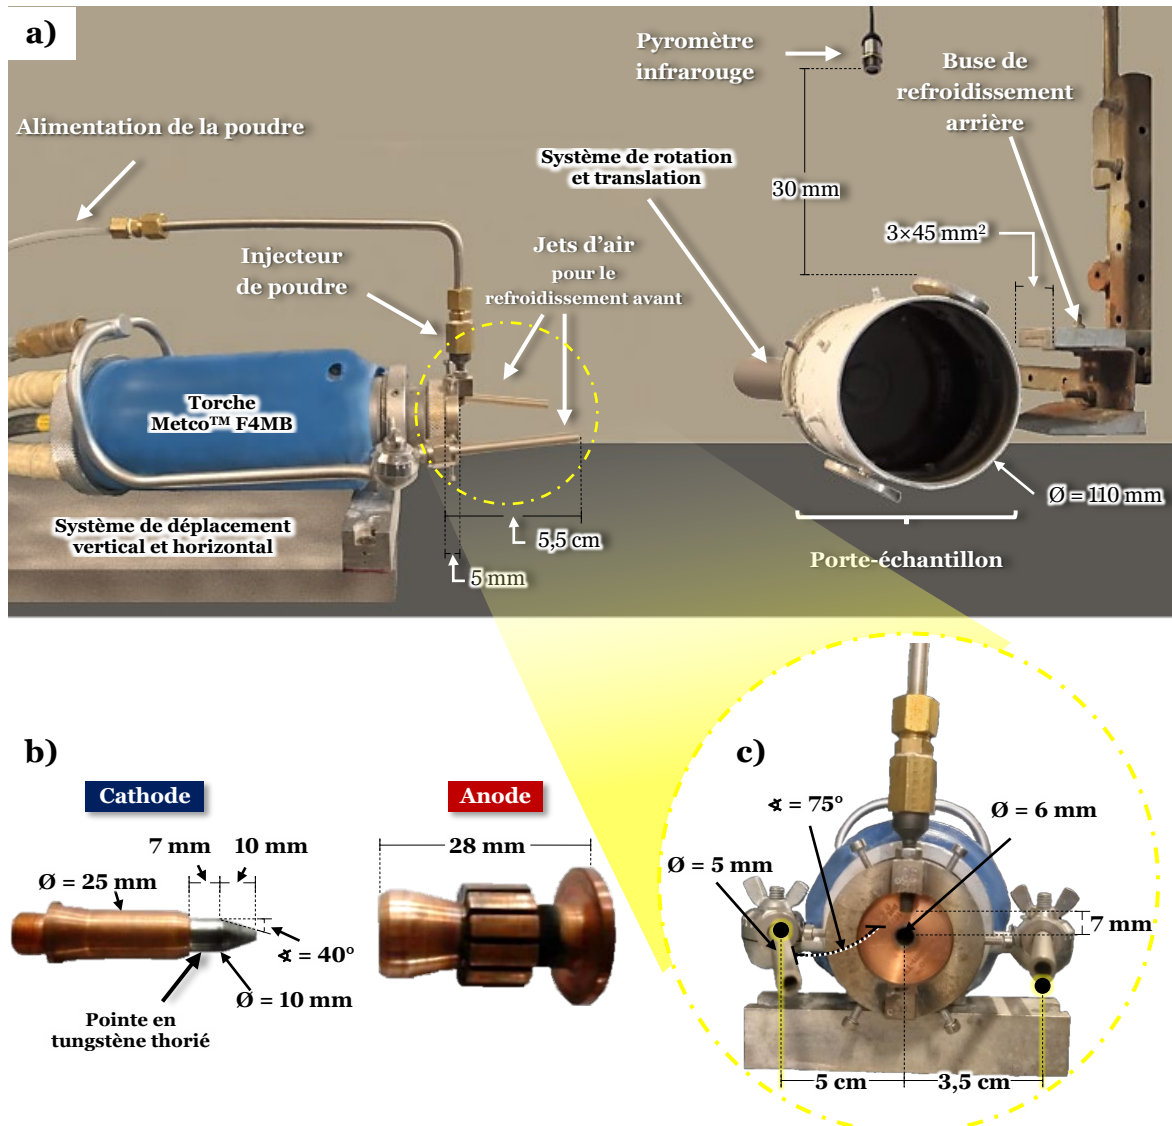 a)
Pyromètre
infrarouge
Buse de
refroidissement
arrière
Alimentation de la poudre
Système de rotation
et translation
30 mm
3×45 mm²
Injecteur
de poudre
Jets d’air
pour le
refroidissement avant
Torche
Metco™ F4MB
Ø = 110 mm
Système de déplacement
vertical et horizontal
5,5 cm
5 mm
Porte-échantillon
b)
Cathode
Anode
7 mm
10 mm
28 mm
Ø = 25 mm
∢ = 40°
Ø = 10 mm
Pointe en
tungstène thorié
c)
∢ = 75°
Ø = 6 mm
Ø = 5 mm
7 mm
5 cm
3,5 cm